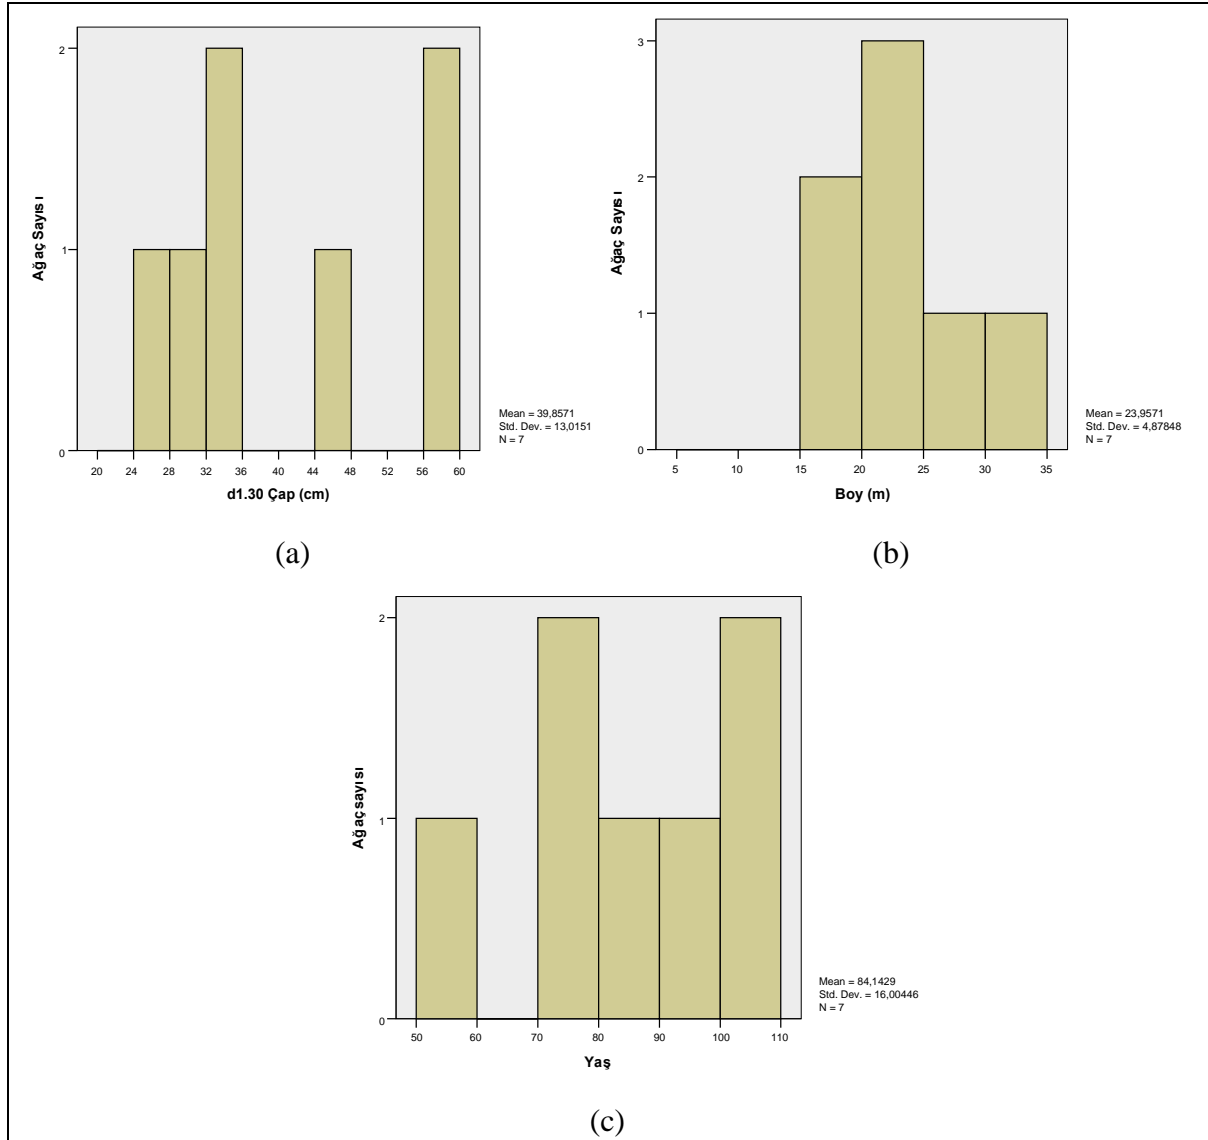 2
1
0
Ağaç Sayısı
20 24 28 32 36 40 44 48 52 56 60
d1.30 Çap (cm)
Mean = 39,8571
Std. Dev. = 13,0151
N = 7
(a)
3
2
1
0
Ağaç Sayısı
5 10 15 20 25 30 35
Boy (m)
Mean = 23,9571
Std. Dev. = 4,87848
N = 7
(b)
2
1
0
Ağaç sayısı
50 60 70 80 90 100 110
Yaş
Mean = 84,1429
Std. Dev. = 16,00446
N = 7
(c)